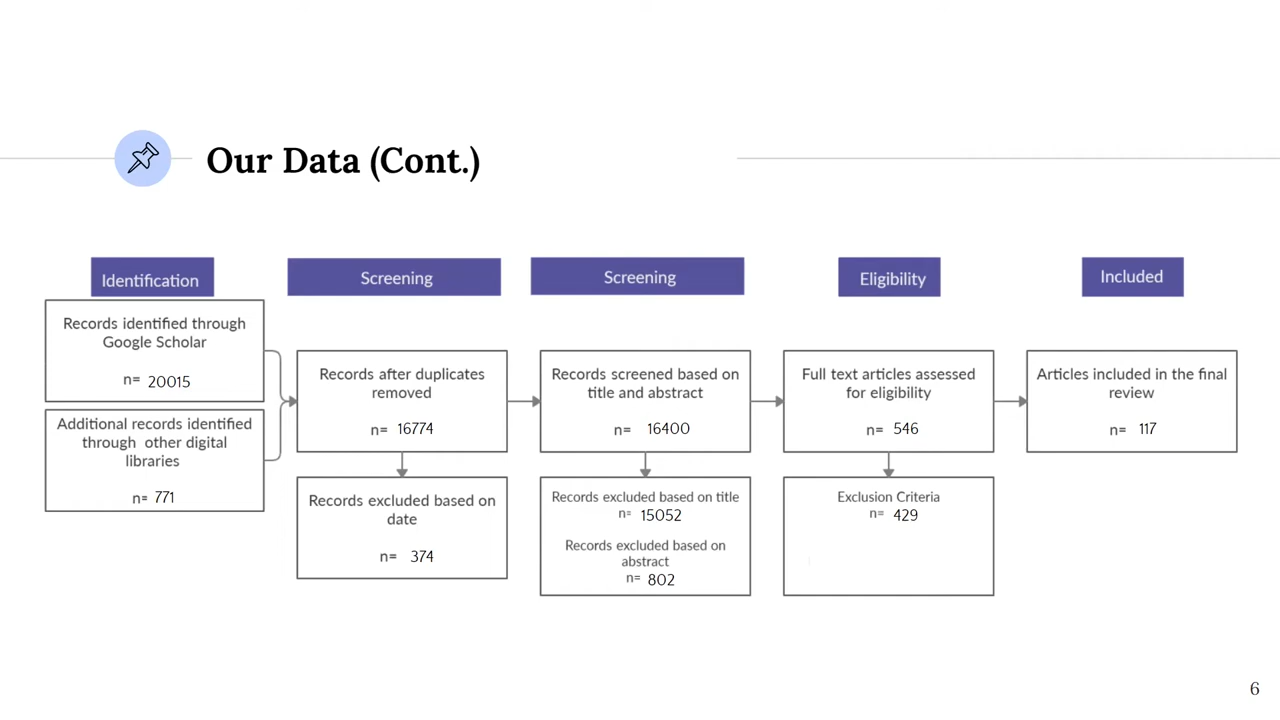 Our Data (Cont.)
Identification
Records identified through
Google Scholar
n= 20015
Additional records identified
through other digital
libraries
n= 771
Screening
Records after duplicates
removed
n= 16774
Records excluded based on
date
n= 374
Screening
Records screened based on
title and abstract
n= 16400
Records excluded based on title
n= 15052
Records excluded based on
abstract
n= 802
Eligibility
Full text articles assessed
for eligibility
n= 546
Exclusion Criteria
n= 429
Included
Articles included in the final
review
n= 117
6